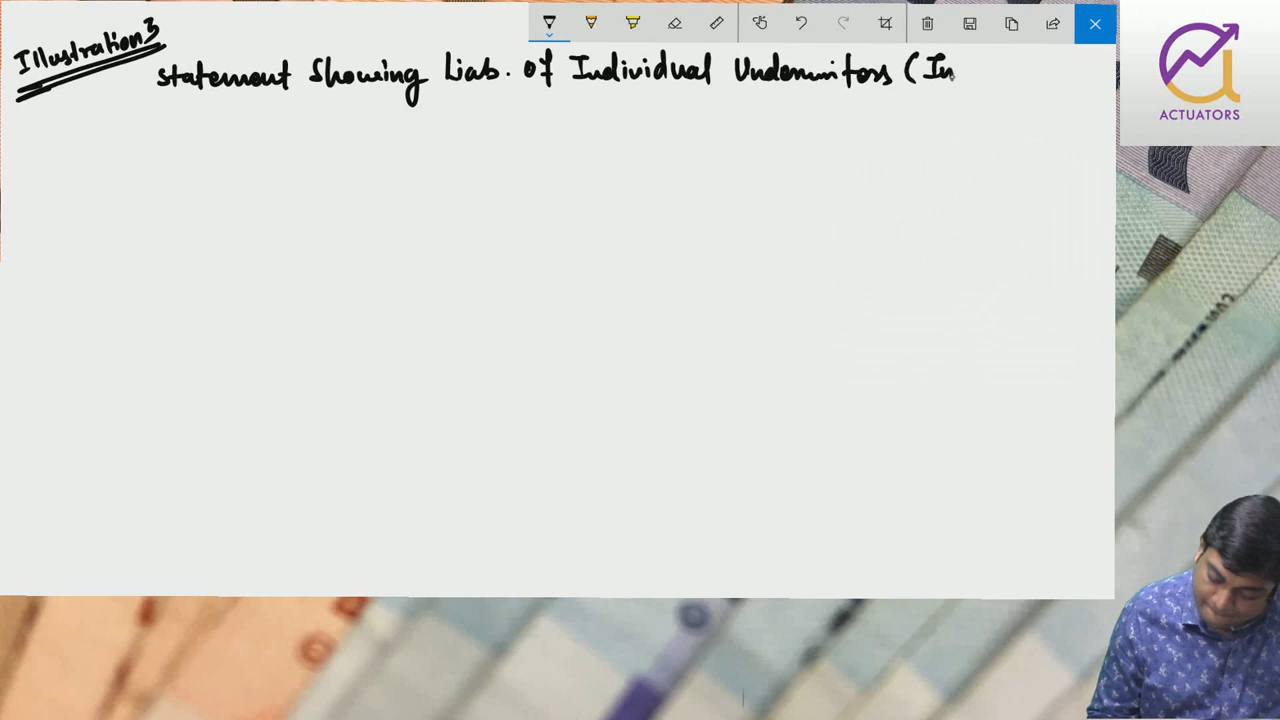 Illustration 3
Statement Showing Liab. of Individual Underwriters (In
ACTUATORS